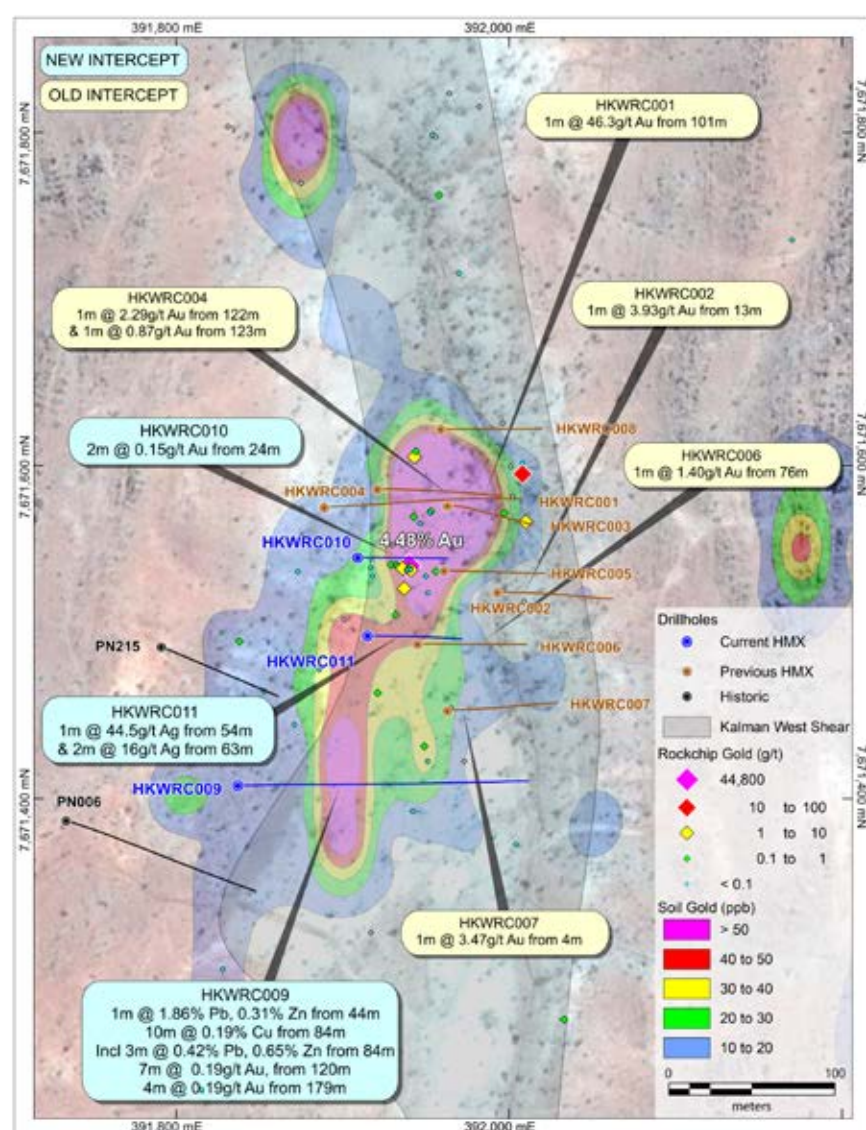 391,800 mE
392,000 mE
NEW INTERCEPT
OLD INTERCEPT
7,671,800 mN
7,671,800 mN
HKWRC001
1m @ 46.3g/t Au from 101m
HKWRC004
1m @ 2.29g/t Au from 122m
& 1m @ 0.87g/t Au from 123m
HKWRC002
1m @ 3.93g/t Au from 13m
HKWRC010
2m @ 0.15g/t Au from 24m
HKWRC006
1m @ 1.40g/t Au from 76m
7,671,600 mN
7,671,600 mN
HKWRC008
HKWRC004
HKWRC001
HKWRC003
4.48% Au
HKWRC010
HKWRC005
HKWRC002
HKWRC011
HKWRC006
PN215
HKWRC007
HKWRC011
1m @ 44.5g/t Ag from 54m
& 2m @ 16g/t Ag from 63m
HKWRC009
PN006
7,671,400 mN
7,671,400 mN
HKWRC007
1m @ 3.47g/t Au from 4m
HKWRC009
1m @ 1.86% Pb, 0.31% Zn from 44m
10m @ 0.19% Cu from 84m
Incl 3m @ 0.42% Pb, 0.65% Zn from 84m
7m @ 0.19g/t Au, from 120m
4m @ 0.19g/t Au from 179m
Drillholes
Current HMX
Previous HMX
Historic
Kalman West Shear
Rockchip Gold (g/t)
44,800
10 to 100
1 to 10
0.1 to 1
< 0.1
Soil Gold (ppb)
> 50
40 to 50
30 to 40
20 to 30
10 to 20
0 100
meters
391,800 mE
392,000 mE